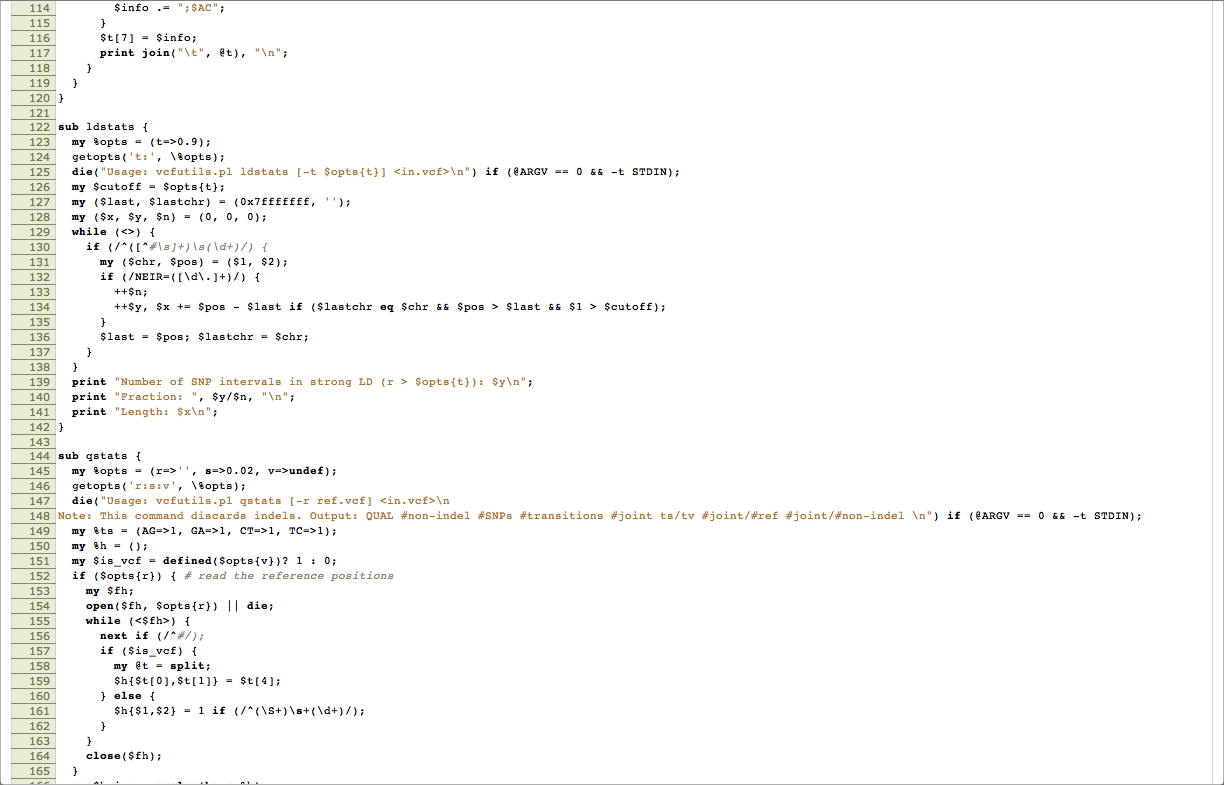 114         $info .= ";$AC";
115       }
116       $t[7] = $info;
117       print join("\t", @t), "\n";
118     }
119   }
120 }
121
122 sub ldstats {
123   my %opts = (t=>0.9);
124   getopts('t:', \%opts);
125   die("Usage: vcfutils.pl ldstats [-t $opts{t}] <in.vcf>\n") if (@ARGV == 0 && -t STDIN);
126   my $cutoff = $opts{t};
127   my ($last, $lastchr) = (0x7fffffff, '');
128   my ($x, $y, $n) = (0, 0, 0);
129   while (<>) {
130     if (/^([^#\s]+)\s(\d+)/) {
131       my ($chr, $pos) = ($1, $2);
132       if (/NEIR=([\d\.]+)/) {
133         ++$n;
134         ++$y, $x += $pos - $last if ($lastchr eq $chr && $pos > $last && $1 > $cutoff);
135       }
136       $last = $pos; $lastchr = $chr;
137     }
138   }
139   print "Number of SNP intervals in strong LD (r > $opts{t}): $y\n";
140   print "Fraction: ", $y/$n, "\n";
141   print "Length: $x\n";
142 }
143
144 sub qstats {
145   my %opts = (r=>'', s=>0.02, v=>undef);
146   getopts('r:s:v', \%opts);
147   die("Usage: vcfutils.pl qstats [-r ref.vcf] <in.vcf>\n
148 Note: This command discards indels. Output: QUAL #non-indel #SNPs #transitions #joint ts/tv #joint/#ref #joint/#non-indel \n") if (@ARGV == 0 && -t STDIN);
149   my %ts = (AG=>1, GA=>1, CT=>1, TC=>1);
150   my %h = ();
151   my $is_vcf = defined($opts{v})? 1 : 0;
152   if ($opts{r}) { # read the reference positions
153     my $fh;
154     open($fh, $opts{r}) || die;
155     while (<$fh>) {
156       next if (/^#/);
157       if ($is_vcf) {
158         my @t = split;
159         $h{$t[0],$t[1]} = $t[4];
160       } else {
161         $h{$1,$2} = 1 if (/^(\S+)\s+(\d+)/);
162       }
163     }
164     close($fh);
165   }